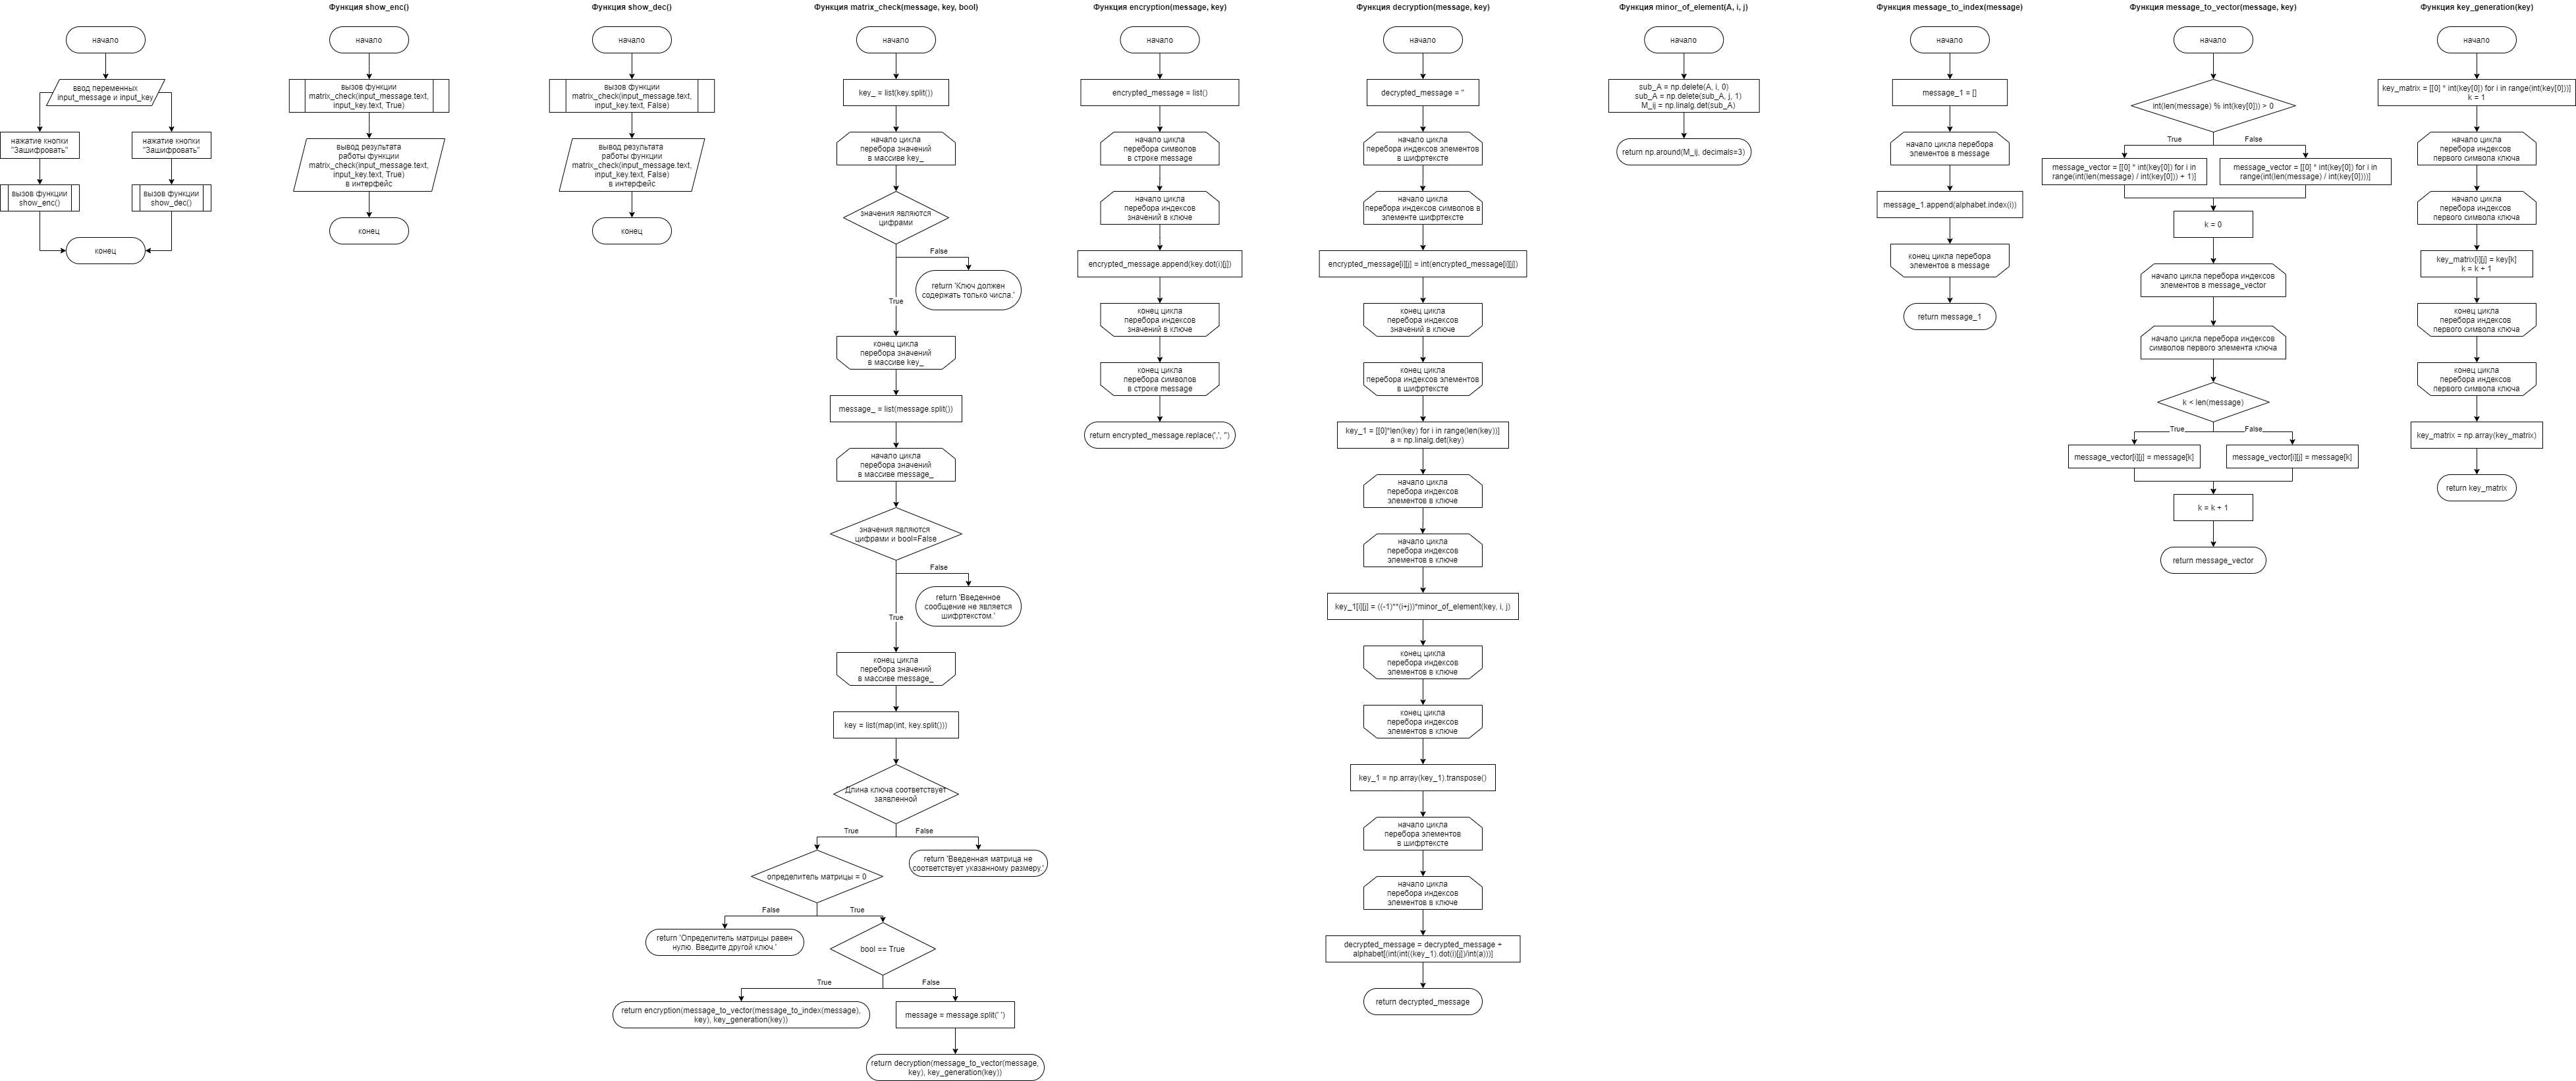 начало
ввод переменных
input_message и input_key
нажатие кнопки
"Зашифровать"
нажатие кнопки
"Зашифровать"
вызов функции
show_enc()
вызов функции
show_dec()
конец
Функция show_enc()
начало
вызов функции
matrix_check(input_message.text,
input_key.text, True)
вывод результата
работы функции
matrix_check(input_message.text,
input_key.text, True)
в интерфейс
конец
Функция show_dec()
начало
вызов функции
matrix_check(input_message.text,
input_key.text, False)
вывод результата
работы функции
matrix_check(input_message.text,
input_key.text, False)
в интерфейс
конец
Функция matrix_check(message, key, bool)
начало
key_ = list(key.split())
начало цикла
перебора значений
в массиве key_
значения являются
цифрами
False
return 'Ключ должен
содержать только числа.'
True
конец цикла
перебора значений
в массиве key_
message_ = list(message.split())
начало цикла
перебора значений
в массиве message_
значения являются
цифрами и bool=False
False
return 'Введенное
сообщение не является
шифртекстом.'
True
конец цикла
перебора значений
в массиве message_
key = list(map(int, key.split()))
Длина ключа соответствует
заявленной
True
False
return 'Введенная матрица не
соответствует указанному размеру.'
определитель матрицы = 0
False
True
return 'Определитель матрицы равен
нулю. Введите другой ключ.'
bool == True
True
False
return encryption(message_to_vector(message_to_index(message),
key), key_generation(key))
message = message.split(' ')
return decryption(message_to_vector(message,
key), key_generation(key))
Функция encryption(message, key)
начало
encrypted_message = list()
начало цикла
перебора символов
в строке message
начало цикла
перебора индексов
значений в ключе
encrypted_message.append(key.dot(i)[j])
конец цикла
перебора индексов
значений в ключе
конец цикла
перебора символов
в строке message
return encrypted_message.replace(',', '')
Функция decryption(message, key)
начало
decrypted_message = ''
начало цикла
перебора индексов элементов
в шифртексте
начало цикла
перебора индексов символов в
элементе шифртексте
encrypted_message[i][j] = int(encrypted_message[i][j])
конец цикла
перебора индексов
значений в ключе
конец цикла
перебора индексов элементов
в шифртексте
key_1 = [[0]*len(key) for i in range(len(key))]
a = np.linalg.det(key)
начало цикла
перебора индексов
элементов в ключе
начало цикла
перебора индексов
элементов в ключе
key_1[i][j] = ((-1)**(i+j))*minor_of_element(key, i, j)
конец цикла
перебора индексов
элементов в ключе
конец цикла
перебора индексов
элементов в ключе
key_1 = np.array(key_1).transpose()
начало цикла
перебора элементов
в шифртексте
начало цикла
перебора индексов
элементов в ключе
decrypted_message = decrypted_message +
alphabet[(int(int((key_1).dot(i)[j])/int(a)))]
return decrypted_message
Функция minor_of_element(A, i, j)
начало
sub_A = np.delete(A, i, 0)
sub_A = np.delete(sub_A, j, 1)
M_ij = np.linalg.det(sub_A)
return np.around(M_ij, decimals=3)
Функция message_to_index(message)
начало
message_1 = []
начало цикла перебора
элементов в message
message_1.append(alphabet.index(i))
конец цикла перебора
элементов в message
return message_1
Функция message_to_vector(message, key)
начало
int(len(message) % int(key[0])) > 0
True
False
message_vector = [[0] * int(key[0]) for i in
range(int(len(message) / int(key[0])) + 1)]
message_vector = [[0] * int(key[0]) for i in
range(int(len(message) / int(key[0])))]
k = 0
начало цикла перебора индексов
элементов в message_vector
начало цикла перебора индексов
символов первого элемента ключа
k < len(message)
True
False
message_vector[i][j] = message[k]
message_vector[i][j] = message[k]
k = k + 1
return message_vector
Функция key_generation(key)
начало
key_matrix = [[0] * int(key[0]) for i in range(int(key[0]))]
k = 1
начало цикла
перебора индексов
первого символа ключа
начало цикла
перебора индексов
первого символа ключа
key_matrix[i][j] = key[k]
k = k + 1
конец цикла
перебора индексов
первого символа ключа
конец цикла
перебора индексов
первого символа ключа
key_matrix = np.array(key_matrix)
return key_matrix